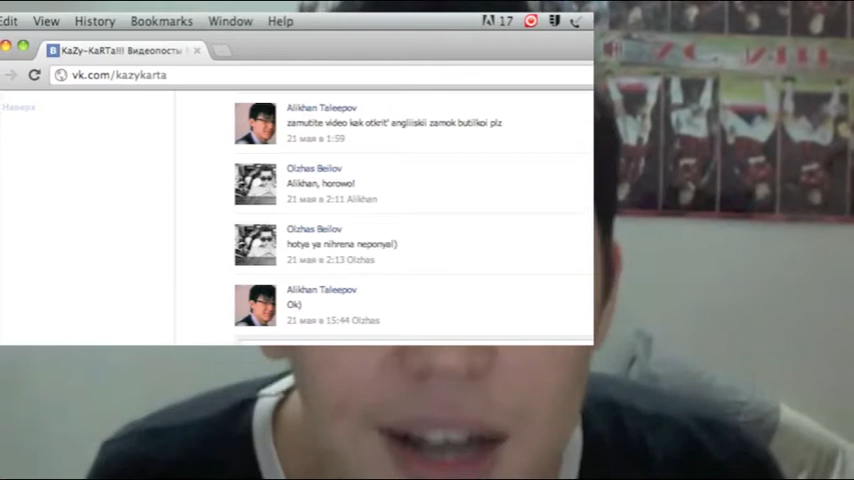 Edit View History Bookmarks Window Help 17
KaZy-KaRTa!!! Видеопосты
vk.com/kazykarta
Наверх
Alikhan Taleepov
zamutite video kak otkrit' angliiskii zamok butilkoi plz
21 мая в 1:59
Olzhas Beilov
Alikhan, horowo!
21 мая в 2:11 Alikhan
Olzhas Beilov
hotya ya nihrena neponyal)
21 мая в 2:13 Olzhas
Alikhan Taleepov
Ok)
21 мая в 15:44 Olzhas